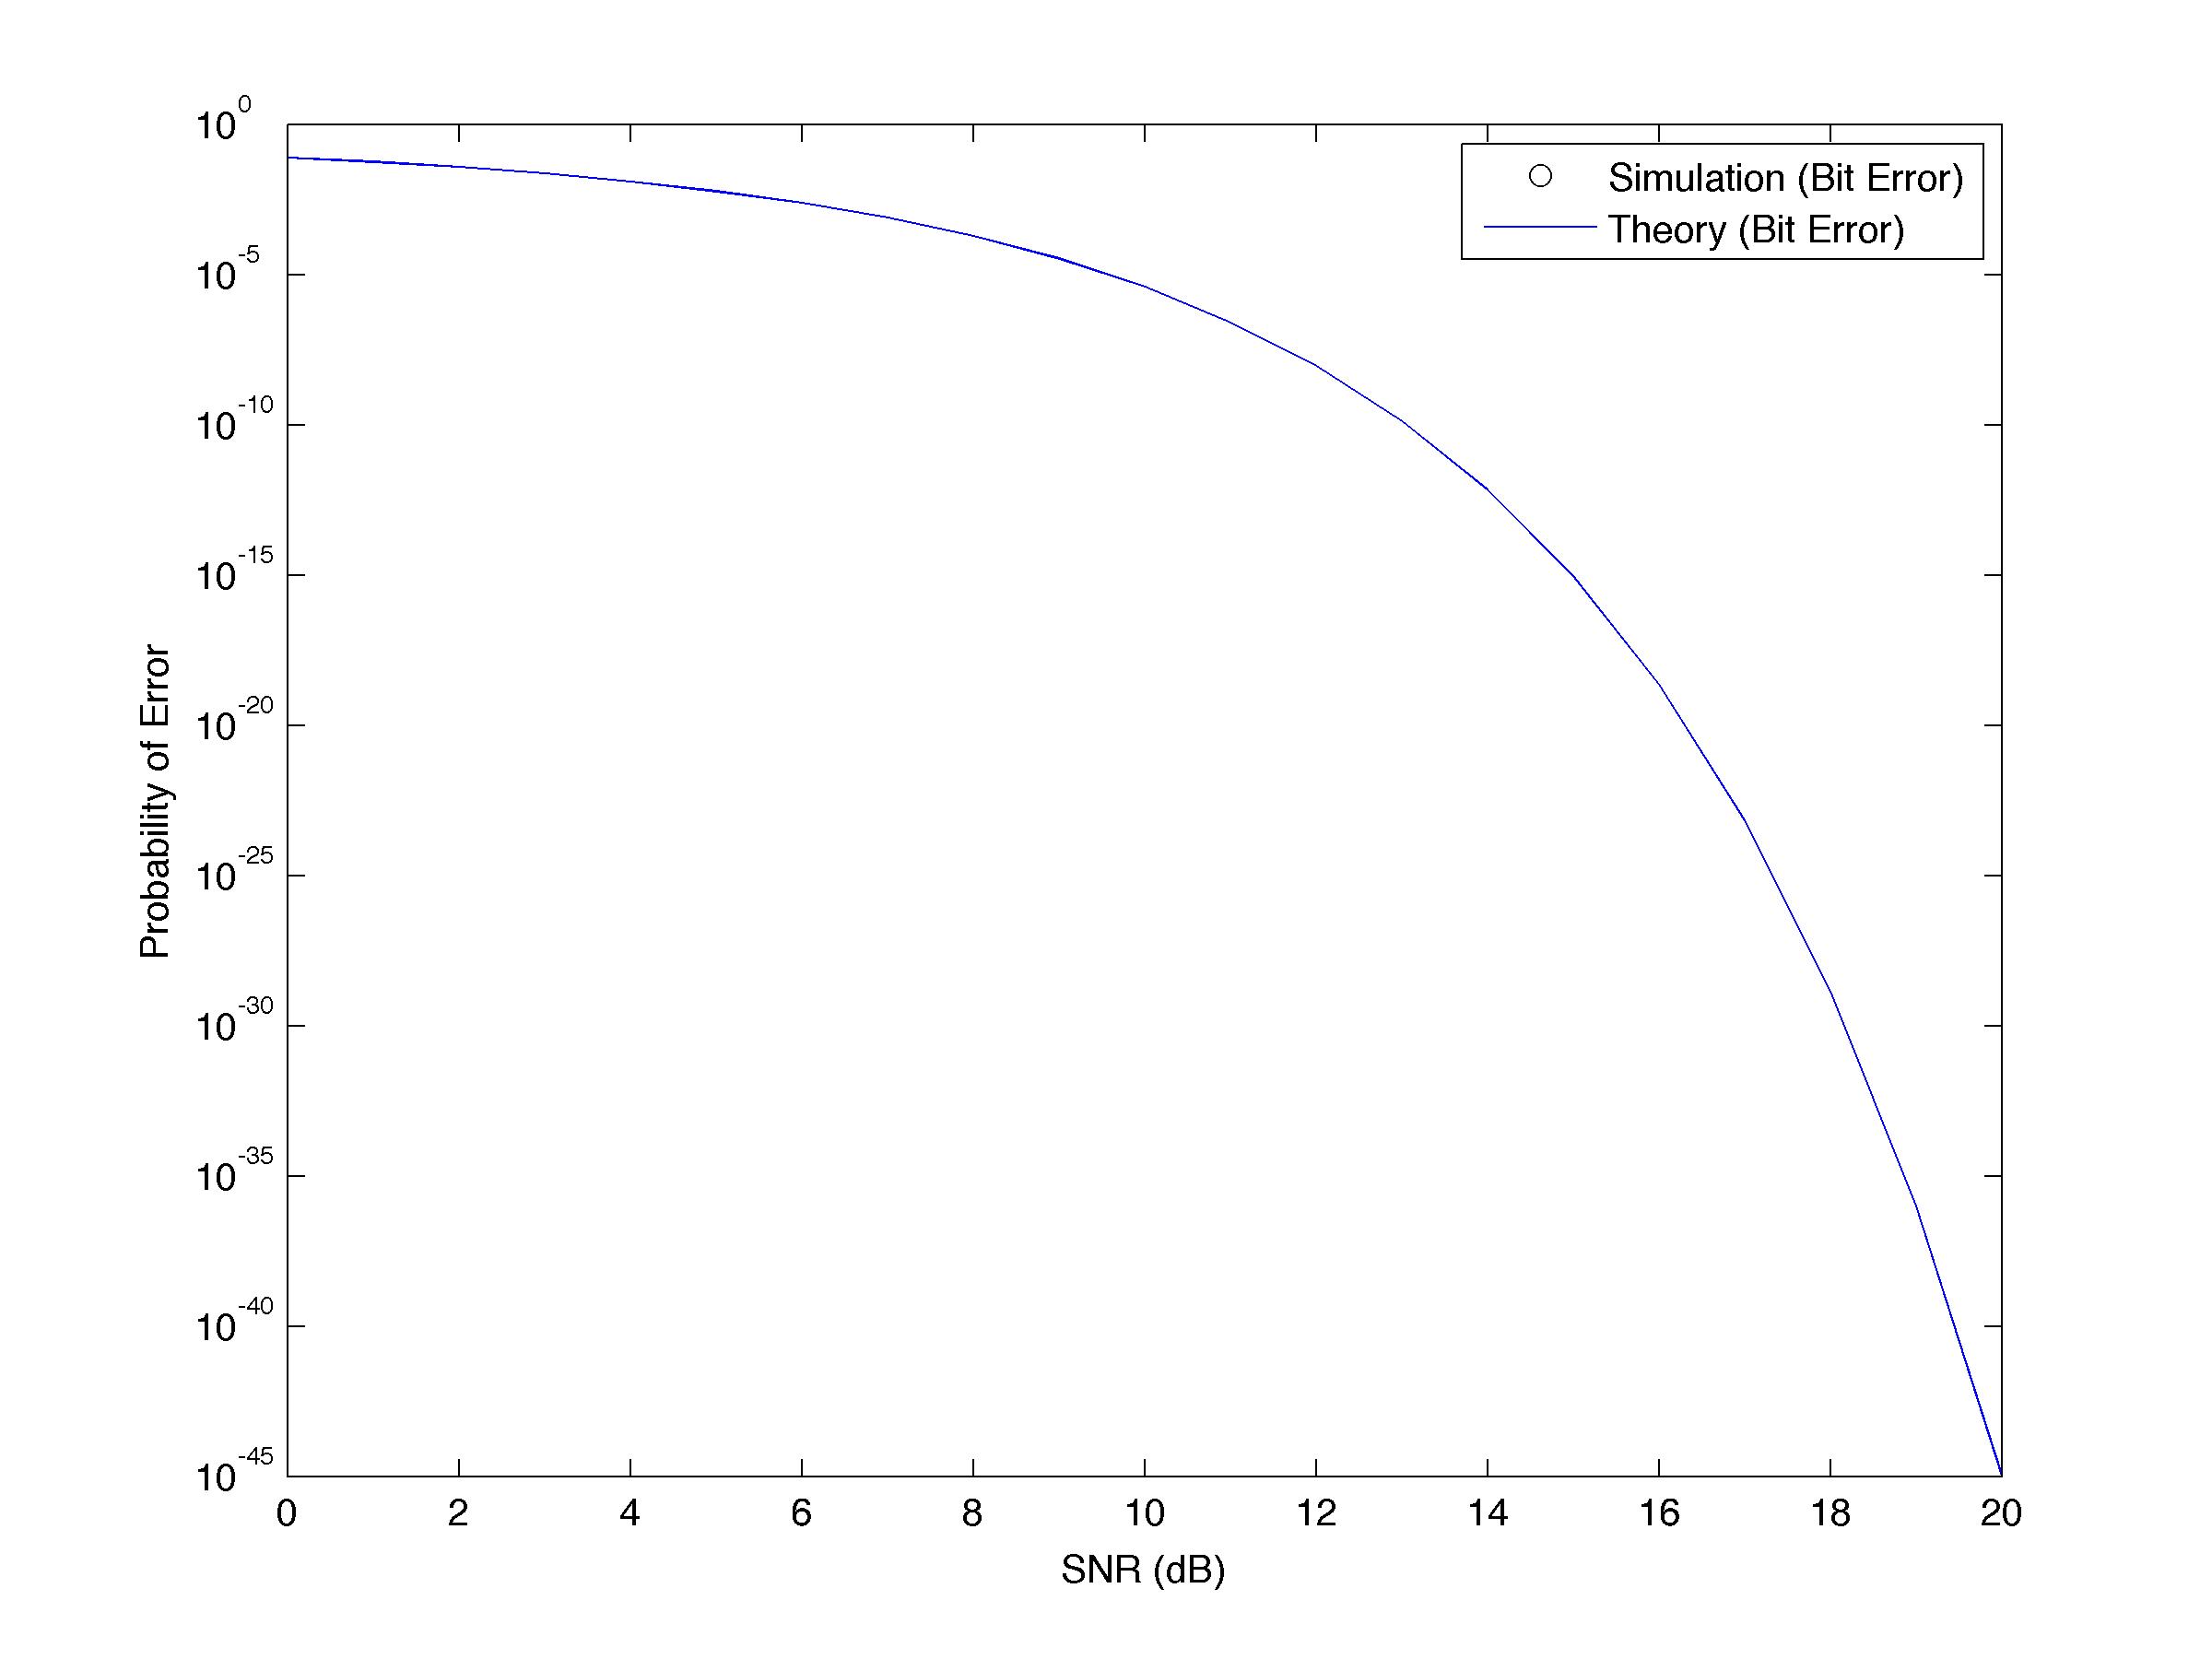 10^0
10^-5
10^-10
10^-15
10^-20
10^-25
10^-30
10^-35
10^-40
10^-45
Probability of Error
Simulation (Bit Error)
Theory (Bit Error)
0 2 4 6 8 10 12 14 16 18 20
SNR (dB)